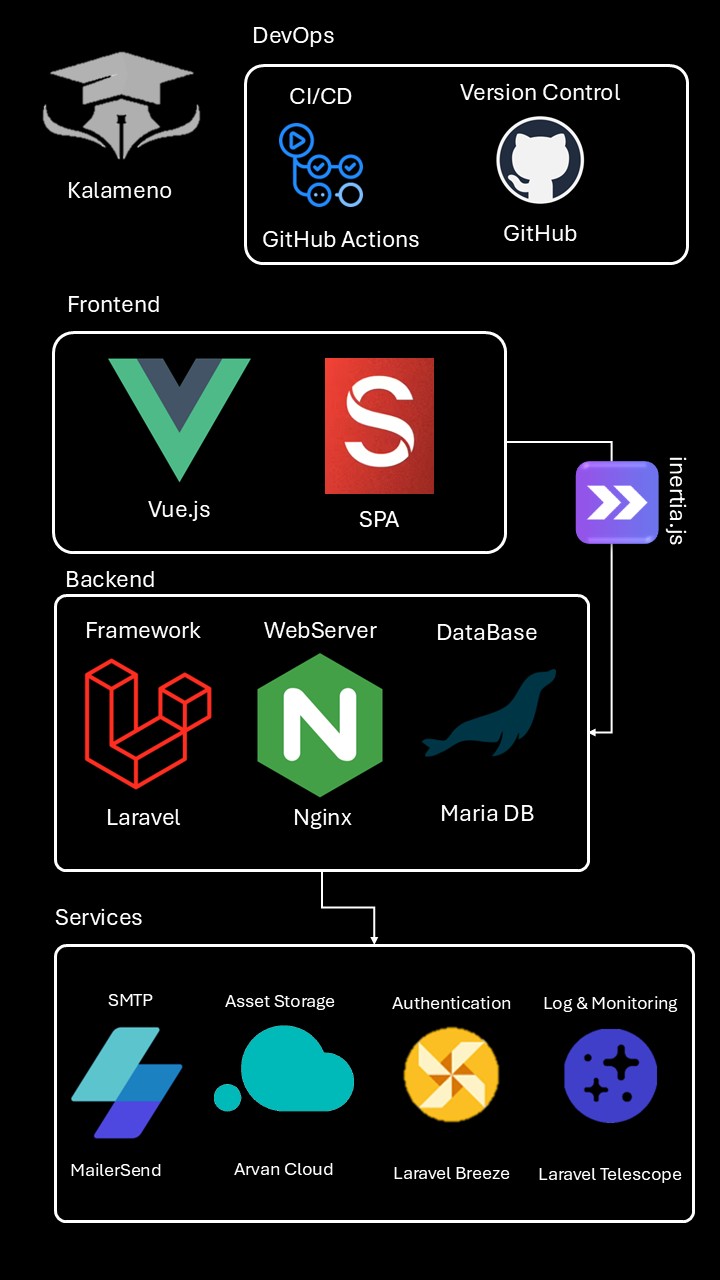 Kalameno
DevOps
CI/CD
Version Control
GitHub Actions
GitHub
Frontend
Vue.js
SPA
inertia.js
Backend
Framework
WebServer
DataBase
Laravel
Nginx
Maria DB
Services
SMTP
Asset Storage
Authentication
Log & Monitoring
MailerSend
Arvan Cloud
Laravel Breeze
Laravel Telescope